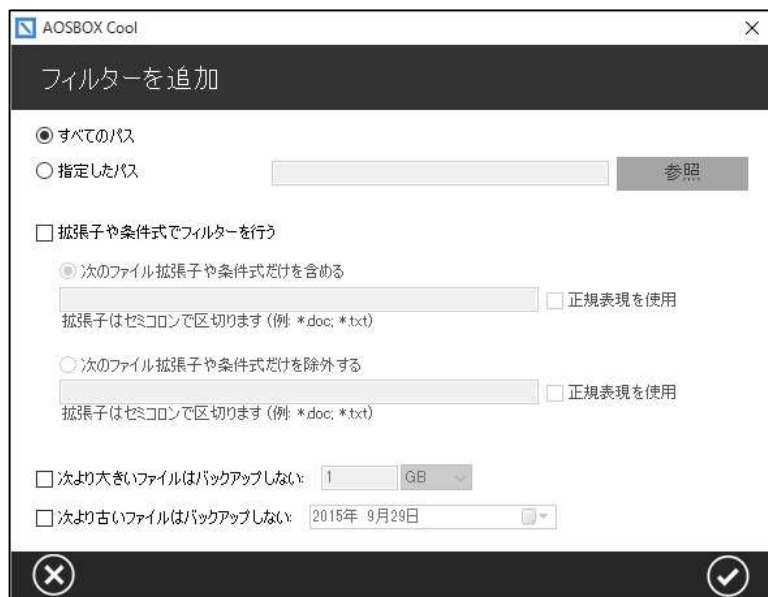 AOSBOX Cool
フィルターを追加
すべてのパス
指定したパス 参照
拡張子や条件式でフィルターを行う
次のファイル拡張子や条件式だけを含める
正規表現を使用
拡張子はセミコロンで区切ります (例: *.doc; *.txt)
次のファイル拡張子や条件式だけを除外する
正規表現を使用
拡張子はセミコロンで区切ります (例: *.doc; *.txt)
次より大きいファイルはバックアップしない: 1 GB
次より古いファイルはバックアップしない: 2015年 9月29日